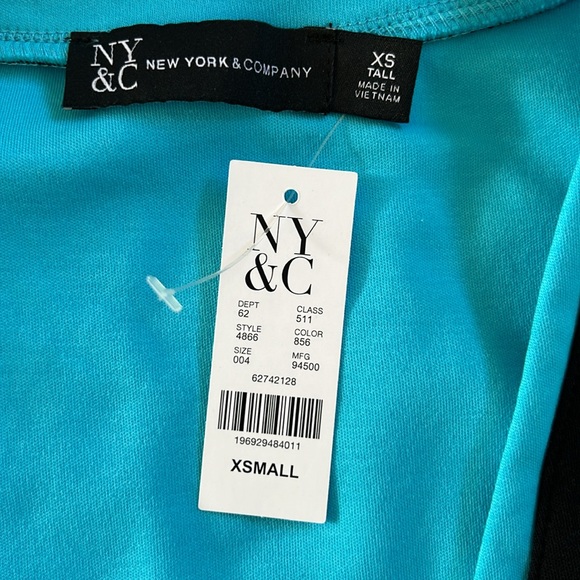 NY
&C NEW YORK & COMPANY
XS
TALL
MADE IN
VIETNAM
NY
&C
DEPT CLASS
62 511
STYLE COLOR
4866 856
SIZE MFG
004 94500
62742128
196929484011
XSMALL